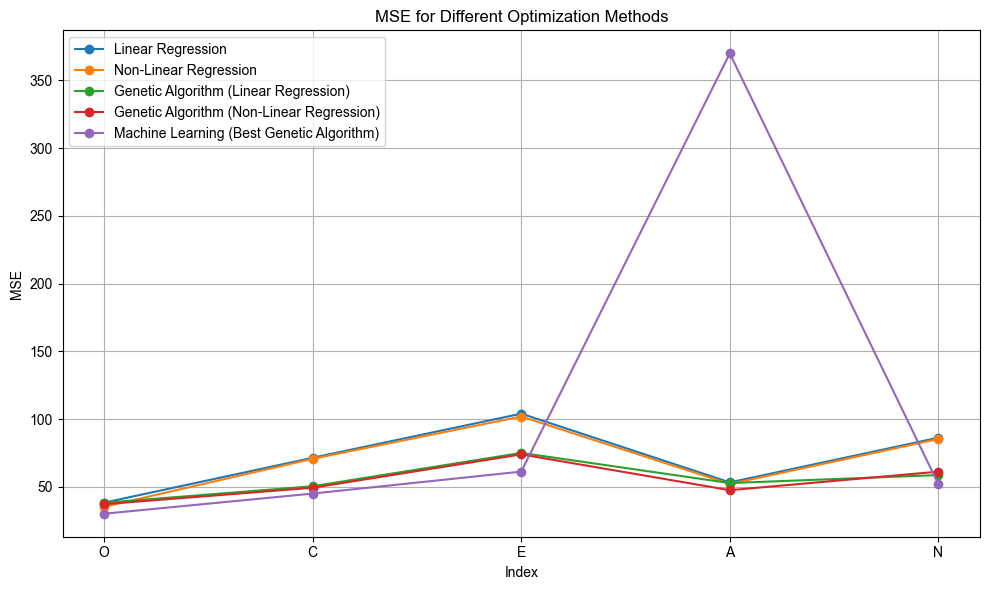 MSE for Different Optimization Methods
Linear Regression
Non-Linear Regression
Genetic Algorithm (Linear Regression)
Genetic Algorithm (Non-Linear Regression)
Machine Learning (Best Genetic Algorithm)
350
300
250
200
150
100
50
MSE
O C E A N
Index